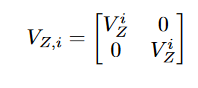 V_{Z,i} = \begin{bmatrix} V_Z^i & 0 \\ 0 & V_Z^i \end{bmatrix}